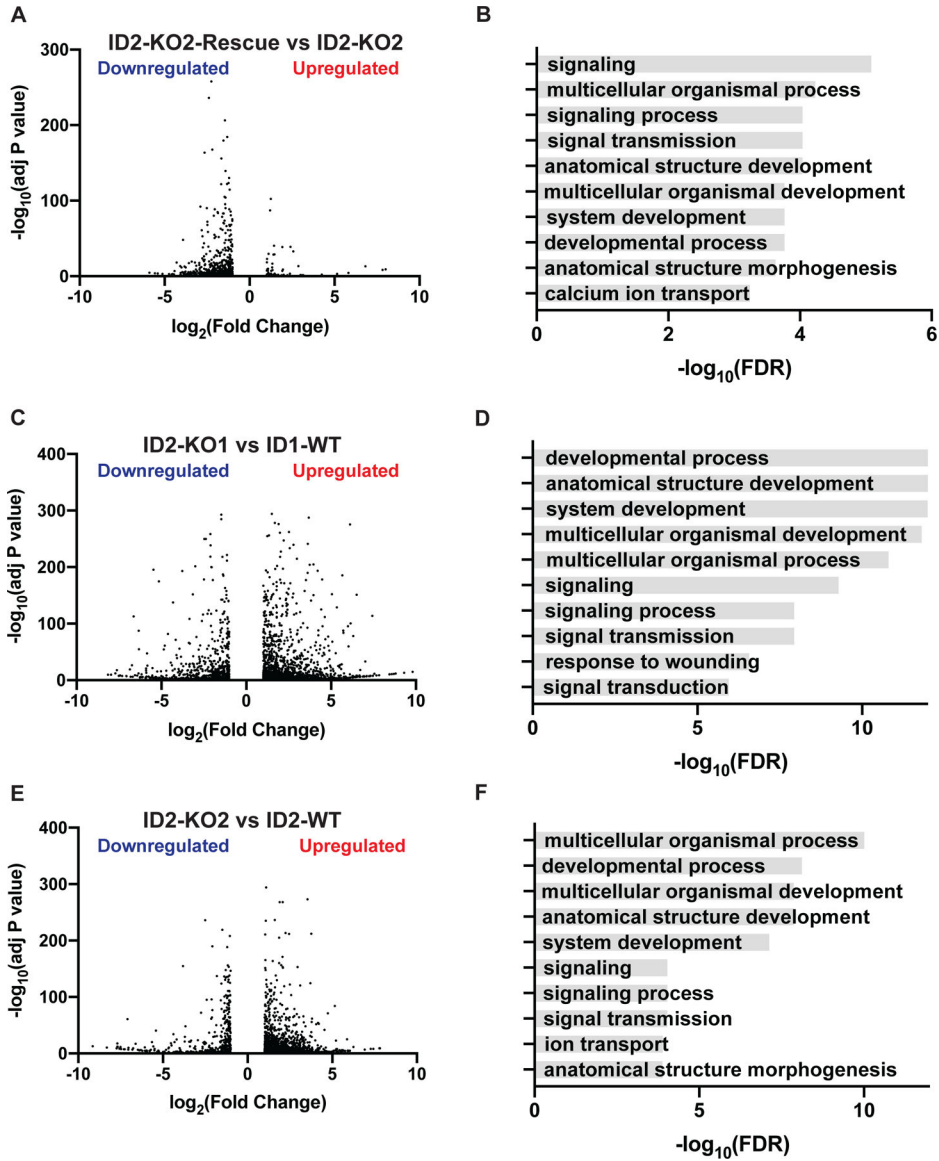 A
ID2-KO2-Rescue vs ID2-KO2
Downregulated Upregulated
300
200
100
0
-10 -5 0 5 10
-log10(adj P value)
log2(Fold Change)
B
signaling
multicellular organismal process
signaling process
signal transmission
anatomical structure development
multicellular organismal development
system development
developmental process
anatomical structure morphogenesis
calcium ion transport
0 2 4 6
-log10(FDR)
C
ID2-KO1 vs ID1-WT
Downregulated Upregulated
400
300
200
100
0
-10 -5 0 5 10
-log10(adj P value)
log2(Fold Change)
D
developmental process
anatomical structure development
system development
multicellular organismal development
multicellular organismal process
signaling
signaling process
signal transmission
response to wounding
signal transduction
0 5 10
-log10(FDR)
E
ID2-KO2 vs ID2-WT
Downregulated Upregulated
400
300
200
100
0
-10 -5 0 5 10
-log10(adj P value)
log2(Fold Change)
F
multicellular organismal process
developmental process
multicellular organismal development
anatomical structure development
system development
signaling
signaling process
signal transmission
ion transport
anatomical structure morphogenesis
0 5 10
-log10(FDR)